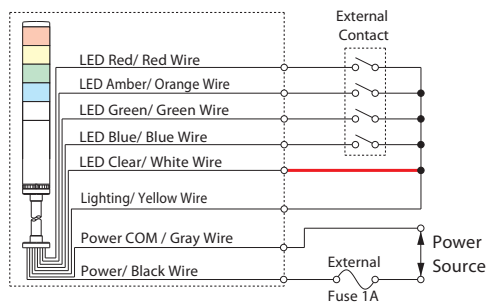 External
Contact
LED Red/ Red Wire
LED Amber/ Orange Wire
LED Green/ Green Wire
LED Blue/ Blue Wire
LED Clear/ White Wire
Lighting/ Yellow Wire
Power COM / Gray Wire
Power/ Black Wire
Power
Source
External
Fuse 1A